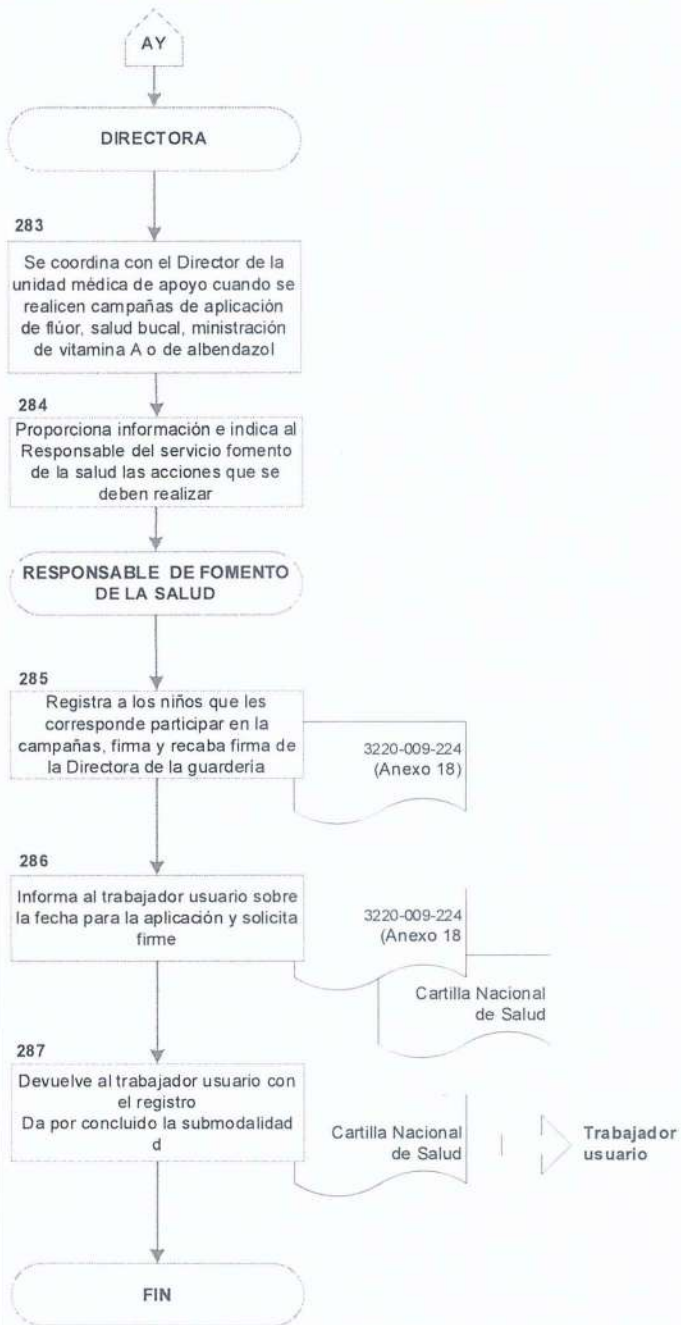 AY
DIRECTORA
283
Se coordina con el Director de la
unidad médica de apoyo cuando se
realicen campañas de aplicación
de flúor, salud bucal, ministración
de vitamina A o de albendazol
284
Proporciona información e indica al
Responsable del servicio fomento
de la salud las acciones que se
deben realizar
RESPONSABLE DE FOMENTO
DE LA SALUD
285
Registra a los niños que les
corresponde participar en la
campañas, firma y recaba firma de
la Directora de la guardería
3220-009-224
(Anexo 18)
286
Informa al trabajador usuario sobre
la fecha para la aplicación y solicita
firme
3220-009-224
(Anexo 18
Cartilla Nacional
de Salud
287
Devuelve al trabajador usuario con
el registro
Da por concluido la submodalidad
d
Cartilla Nacional
de Salud
Trabajador
usuario
FIN